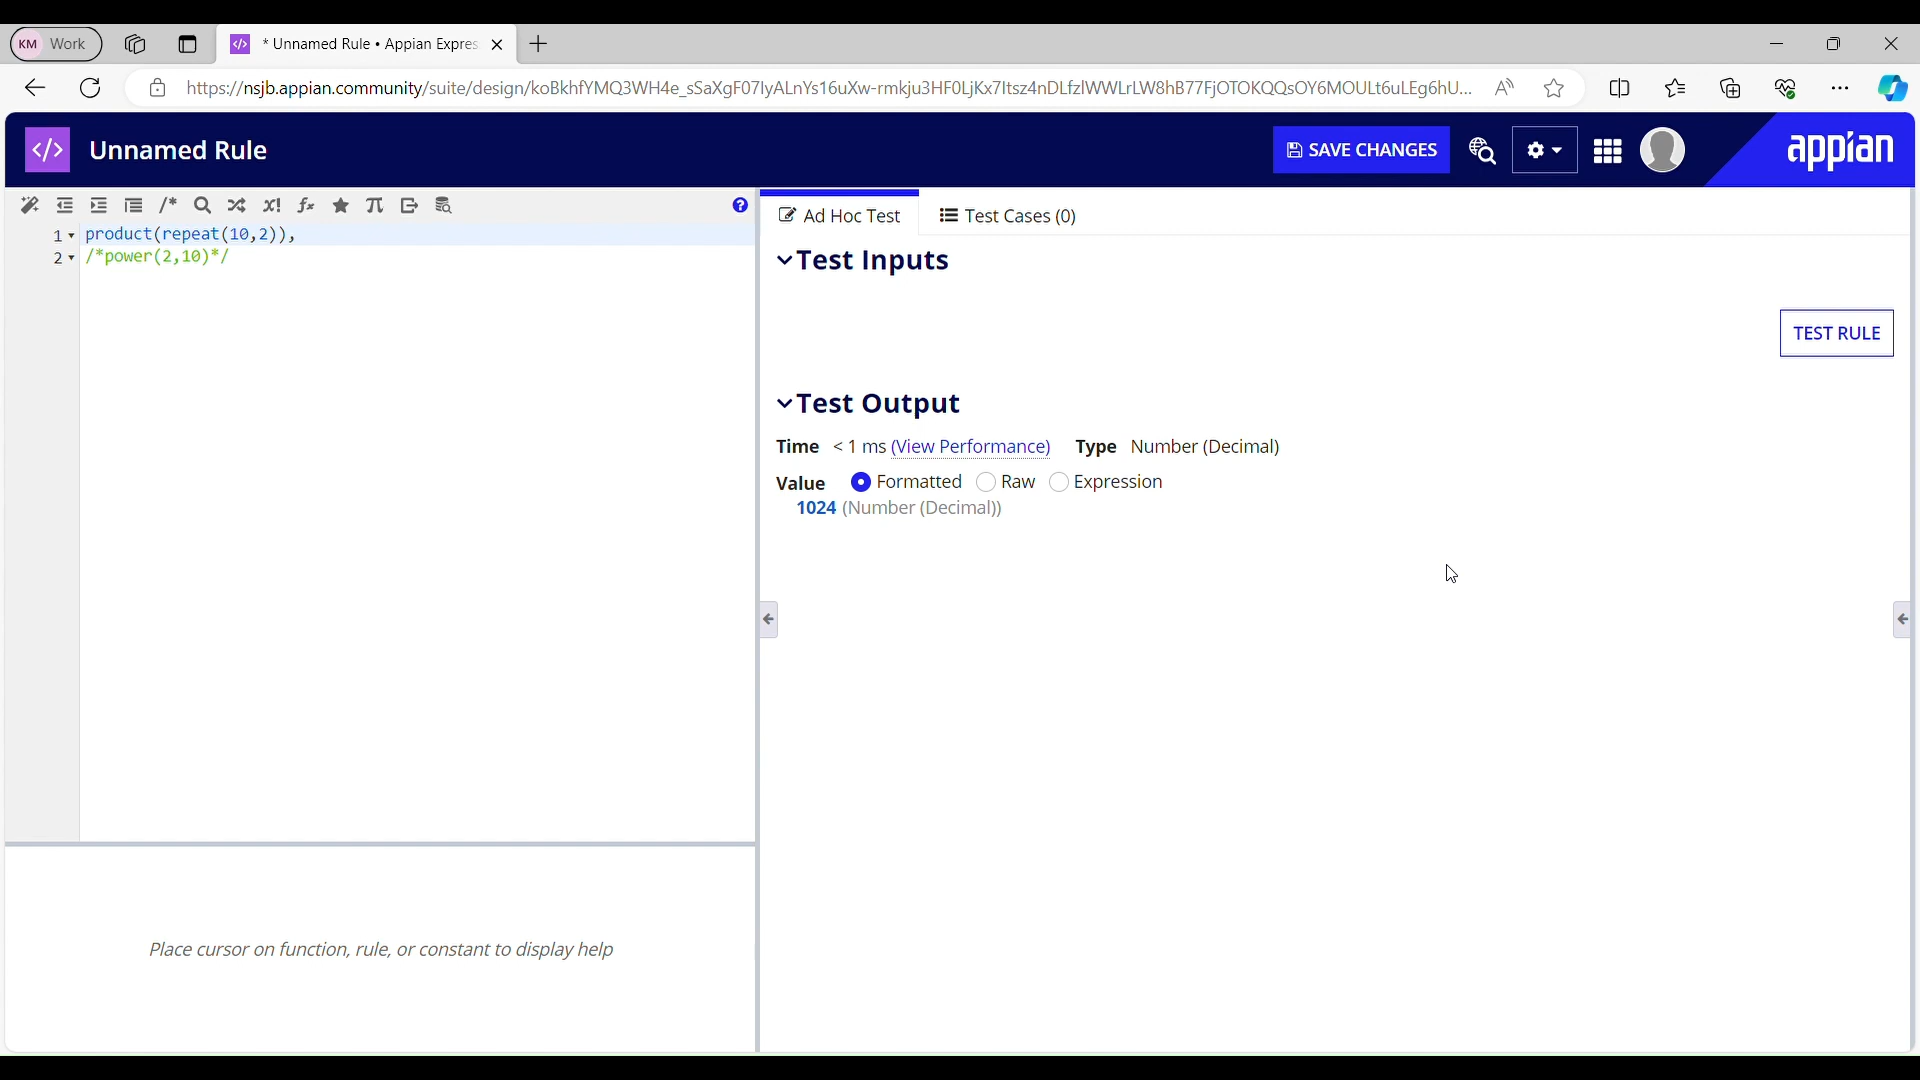 KM Work
* Unnamed Rule • Appian Expres
https://nsjb.appian.community/suite/design/
Unnamed Rule
SAVE CHANGES
appian
/*
x!
1 product(repeat(10,2)),
2 /*power(2,10)*/
Ad Hoc Test
Test Cases (0)
Test Inputs
TEST RULE
Test Output
Time < 1 ms (View Performance) Type Number (Decimal)
Value Formatted Raw Expression
1024 (Number (Decimal))
Place cursor on function, rule, or constant to display help